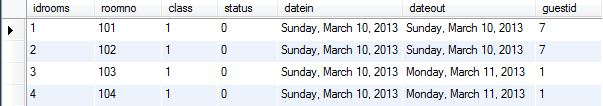 idrooms roomno class status datein dateout guestid
1 101 1 0 Sunday, March 10, 2013 Sunday, March 10, 2013 7
2 102 1 0 Sunday, March 10, 2013 Sunday, March 10, 2013 7
3 103 1 0 Sunday, March 10, 2013 Monday, March 11, 2013 1
4 104 1 0 Sunday, March 10, 2013 Monday, March 11, 2013 1